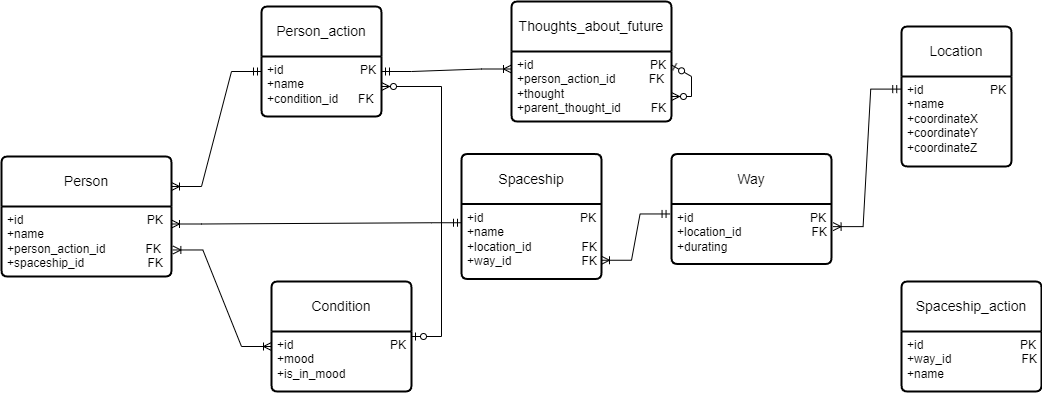 Person_action
+id PK
+name
+condition_id FK
Thoughts_about_future
+id PK
+person_action_id FK
+thought
+parent_thought_id FK
Location
+id PK
+name
+coordinateX
+coordinateY
+coordinateZ
Person
+id PK
+name
+person_action_id FK
+spaceship_id FK
Spaceship
+id PK
+name
+location_id FK
+way_id FK
Way
+id PK
+location_id FK
+durating
Condition
+id PK
+mood
+is_in_mood
Spaceship_action
+id PK
+way_id FK
+name